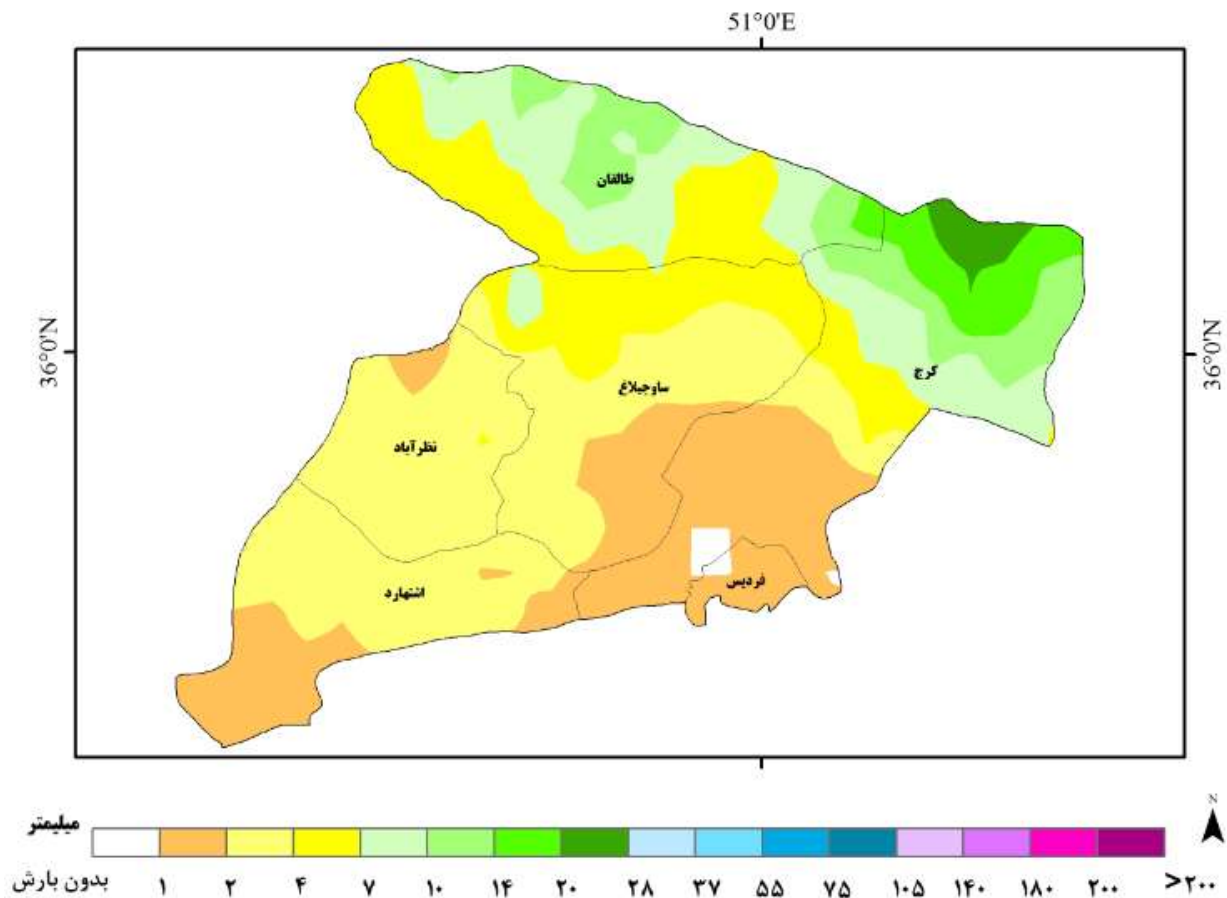 51°0'E
36°0'N
36°0'N
طالقان
کرج
ساوجبلاغ
نظرآباد
اشتهارد
فردیس
N
میلیمتر
بدون بارش ۱ ۲ ۴ ۷ ۱۰ ۱۴ ۲۰ ۲۸ ۳۷ ۵۵ ۷۵ ۱۰۵ ۱۴۰ ۱۸۰ ۲۰۰ >۲۰۰